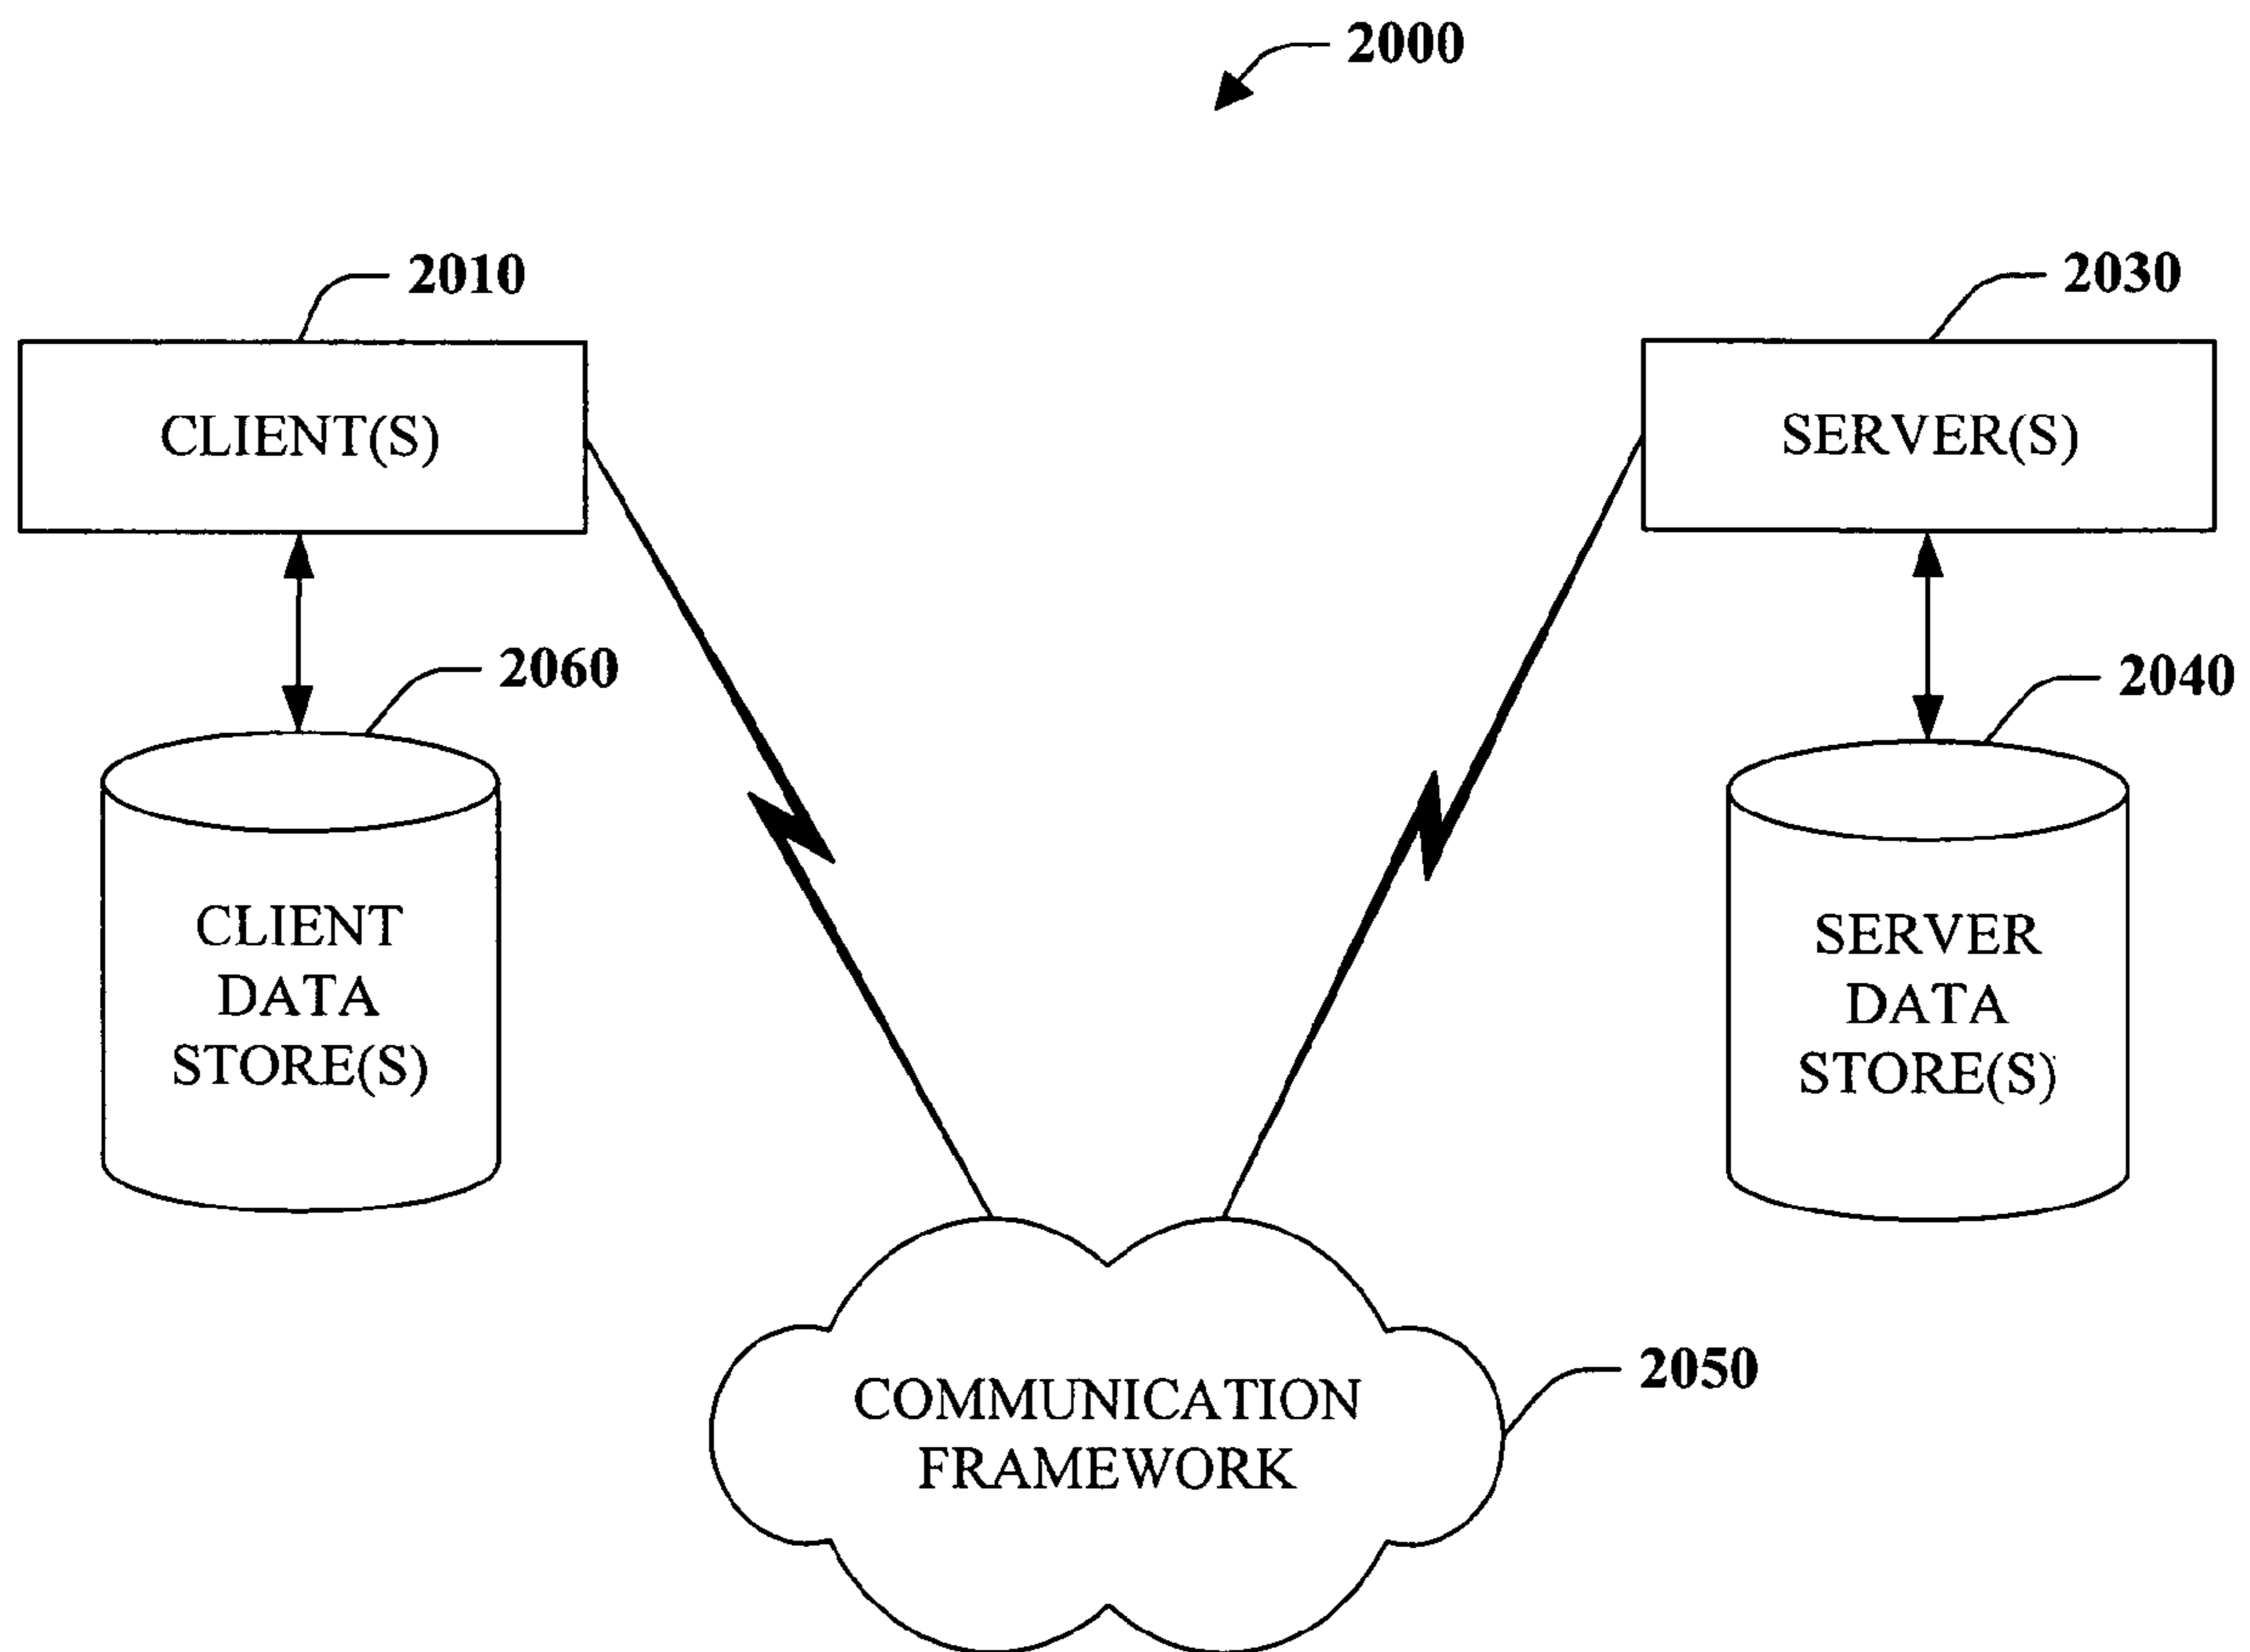 2000
2010
2030
CLIENT(S)
SERVER(S)
2060
2040
CLIENT
DATA
STORE(S)
SERVER
DATA
STORE(S)
2050
COMMUNICATION
FRAMEWORK